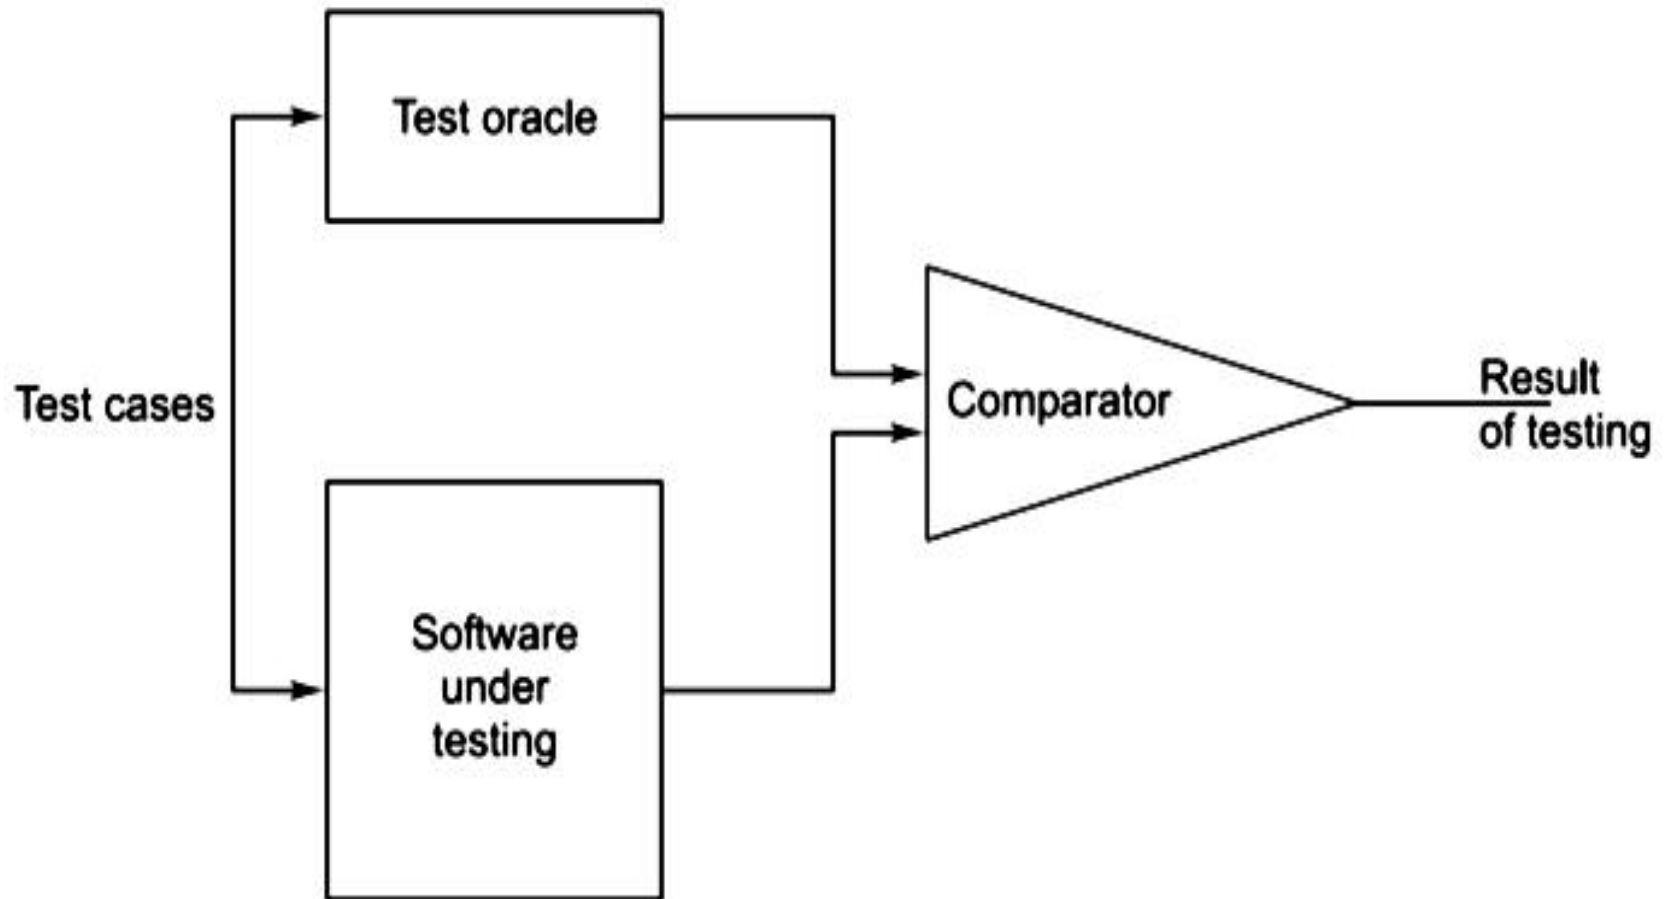 Test oracle
Test cases
Comparator
Result
of testing
Software
under
testing